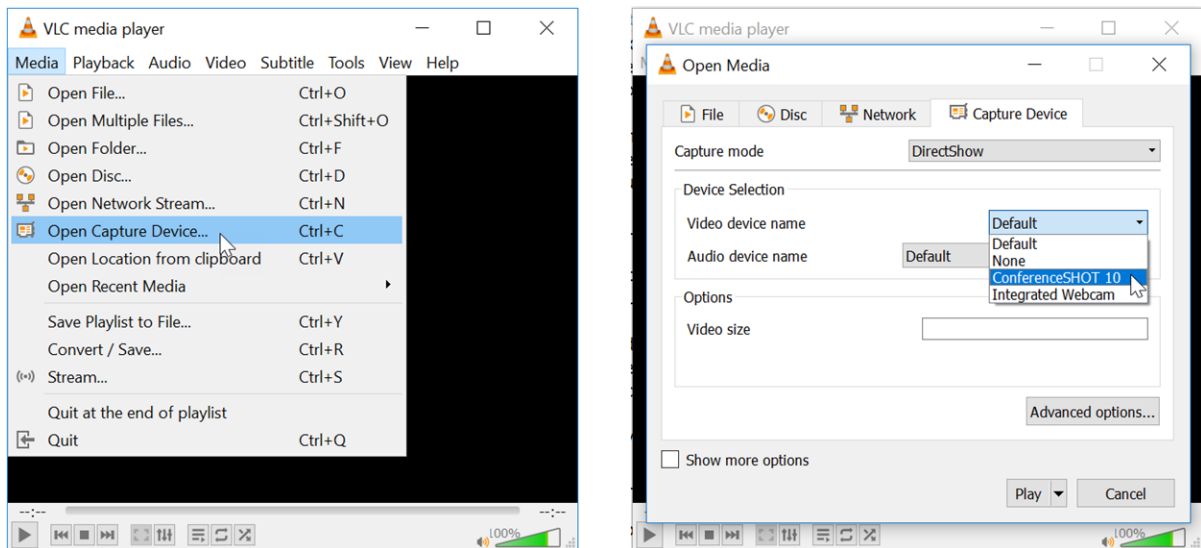 VLC media player
Media Playback Audio Video Subtitle Tools View Help
Open File... Ctrl+O
Open Multiple Files... Ctrl+Shift+O
Open Folder... Ctrl+F
Open Disc... Ctrl+D
Open Network Stream... Ctrl+N
Open Capture Device... Ctrl+C
Open Location from clipboard Ctrl+V
Open Recent Media
Save Playlist to File... Ctrl+Y
Convert / Save... Ctrl+R
Stream... Ctrl+S
Quit at the end of playlist
Quit Ctrl+Q
--:-- --:--
100%
VLC media player
Open Media
File Disc Network Capture Device
Capture mode DirectShow
Device Selection
Video device name Default
Default
None
ConferenceSHOT 10
Integrated Webcam
Audio device name Default
Options
Video size
Advanced options...
Show more options
Play Cancel
100%